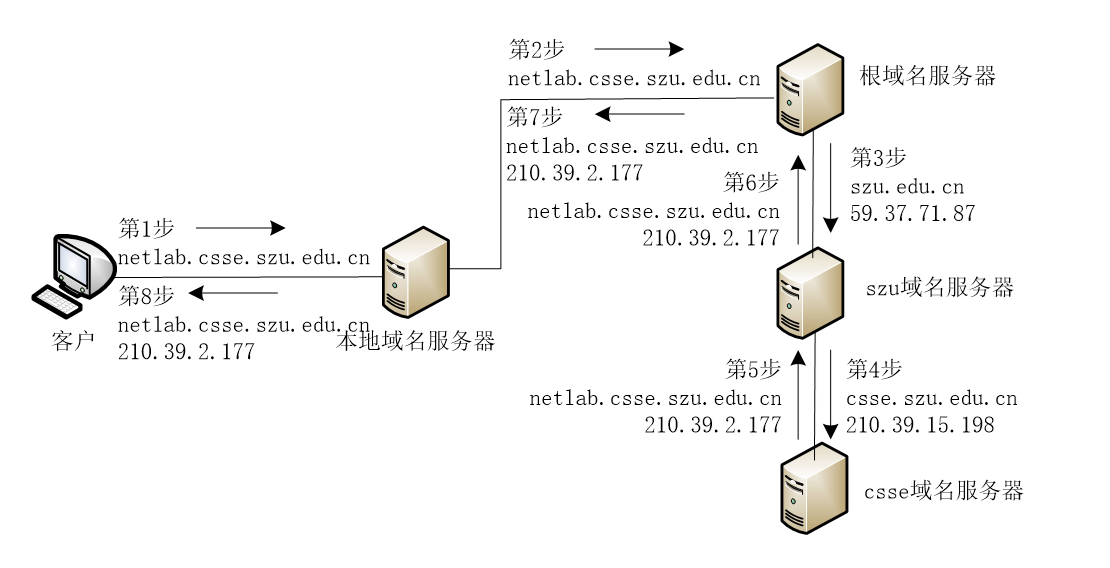 第2步
netlab.csse.szu.edu.cn
根域名服务器
第7步
netlab.csse.szu.edu.cn
210.39.2.177
第3步
szu.edu.cn
59.37.71.87
第6步
netlab.csse.szu.edu.cn
210.39.2.177
第1步
netlab.csse.szu.edu.cn
第8步
netlab.csse.szu.edu.cn
210.39.2.177
客户
本地域名服务器
szu域名服务器
第5步
netlab.csse.szu.edu.cn
210.39.2.177
第4步
csse.szu.edu.cn
210.39.15.198
csse域名服务器